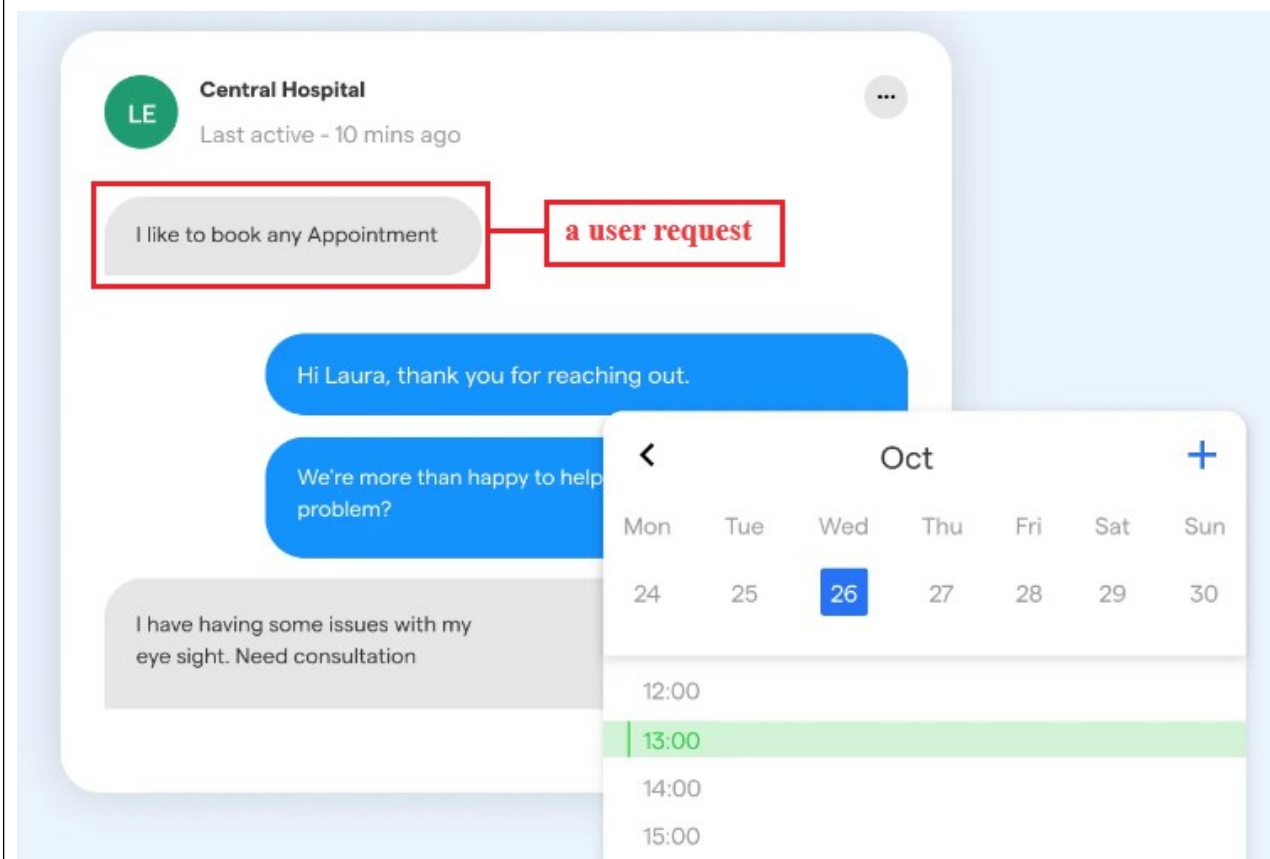 LE
Central Hospital
...
Last active - 10 mins ago
I like to book any Appointment
a user request
Hi Laura, thank you for reaching out.
We're more than happy to help
problem?
I have having some issues with my
eye sight. Need consultation
Oct
Mon Tue Wed Thu Fri Sat Sun
24 25 26 27 28 29 30
12:00
13:00
14:00
15:00